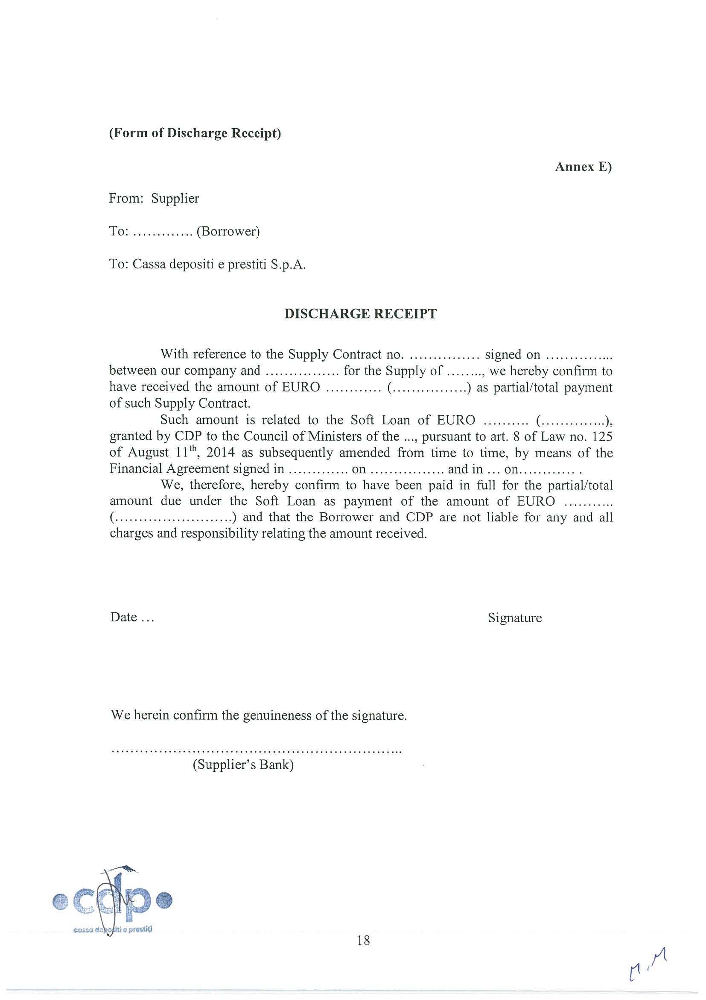 (Form of Discharge Receipt)
Annex E)
From: Supplier
To: ............. (Borrower)
To: Cassa depositi e prestiti S.p.A.
DISCHARGE RECEIPT
With reference to the Supply Contract no. ............... signed on ...............
between our company and ................ for the Supply of ........, we hereby confirm to
have received the amount of EURO ............ (................) as partial/total payment
of such Supply Contract.
Such amount is related to the Soft Loan of EURO .......... (..............),
granted by CDP to the Council of Ministers of the ..., pursuant to art. 8 of Law no. 125
of August 11th, 2014 as subsequently amended from time to time, by means of the
Financial Agreement signed in ............. on ................ and in ... on............. .
We, therefore, hereby confirm to have been paid in full for the partial/total
amount due under the Soft Loan as payment of the amount of EURO ...........
(.........................) and that the Borrower and CDP are not liable for any and all
charges and responsibility relating the amount received.
Date ...
Signature
We herein confirm the genuineness of the signature.
..............................................................
(Supplier's Bank)
cdp
cassa depositi e prestiti
18
M.M